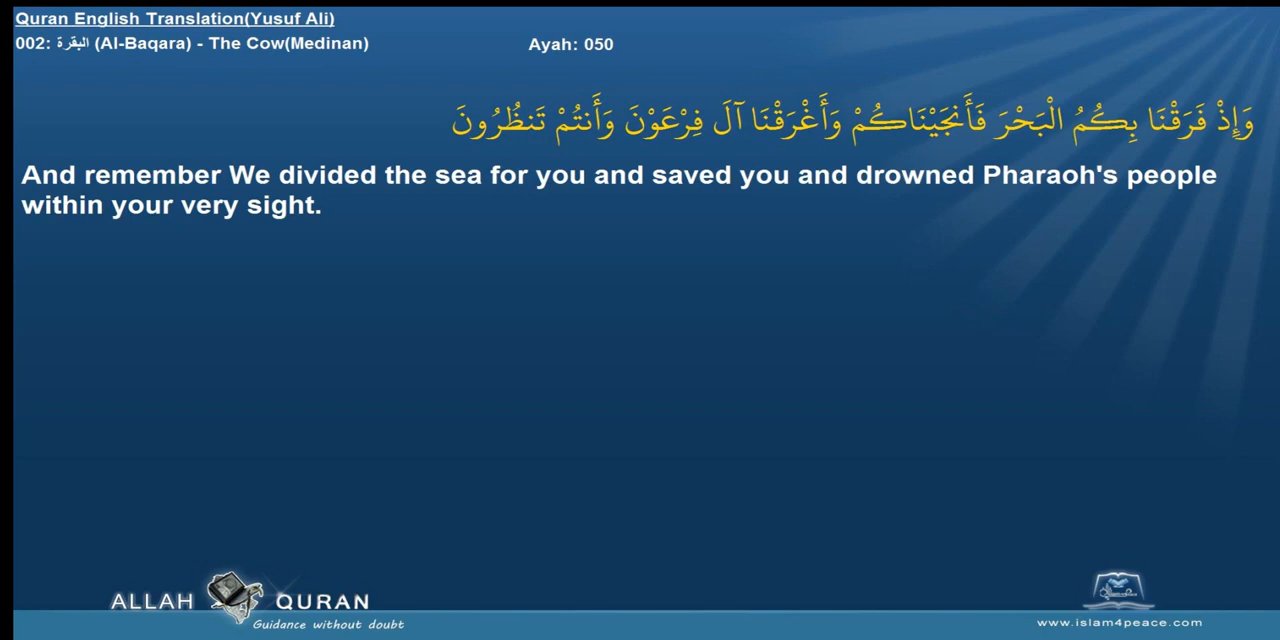 Quran English Translation(Yusuf Ali)
002: البقرة (Al-Baqara) - The Cow(Medinan)
Ayah: 050
وَإِذْ فَرَقْنَا بِكُمُ الْبَحْرَ فَأَنجَيْنَاكُمْ وَأَغْرَقْنَا آلَ فِرْعَوْنَ وَأَنتُمْ تَنظُرُونَ
And remember We divided the sea for you and saved you and drowned Pharaoh's people
within your very sight.
ALLAH QURAN
Guidance without doubt
www.islam4peace.com